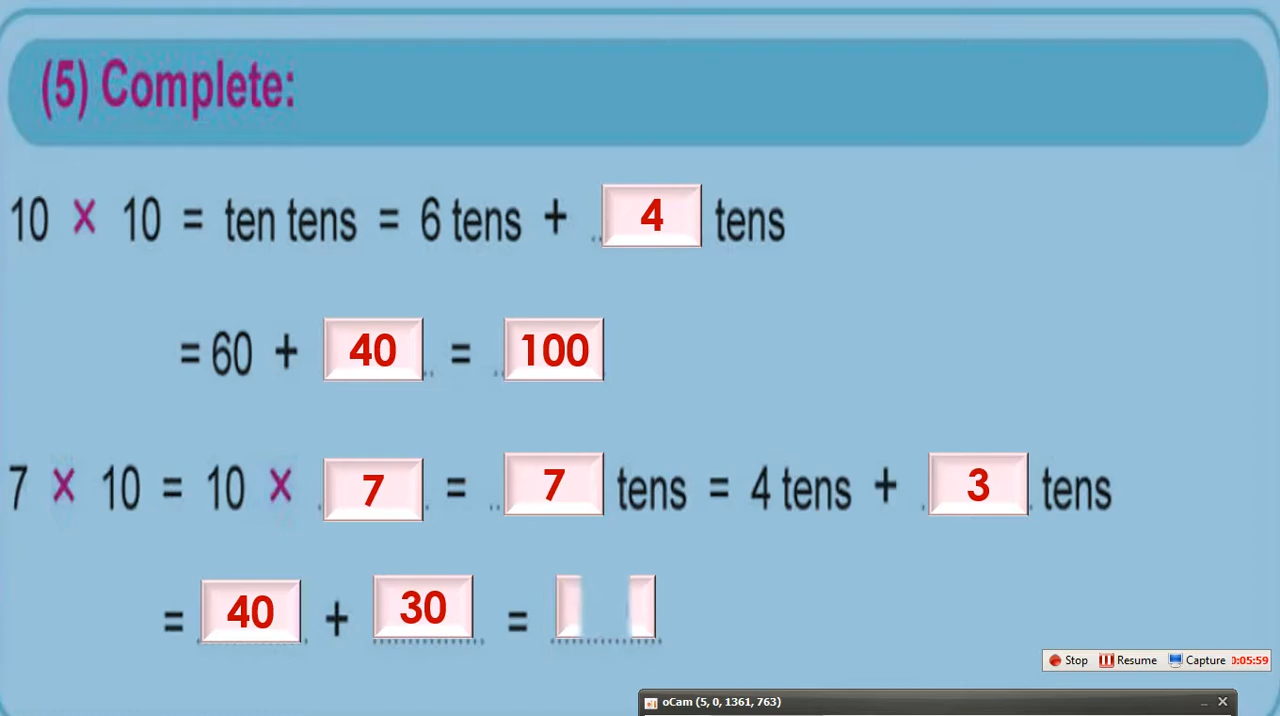 (5) Complete:
10 × 10 = ten tens = 6 tens + 4 tens
= 60 + 40 = 100
7 × 10 = 10 × 7 = 7 tens = 4 tens + 3 tens
= 40 + 30 =
Stop Resume Capture 0:05:59
oCam (5, 0, 1361, 763)